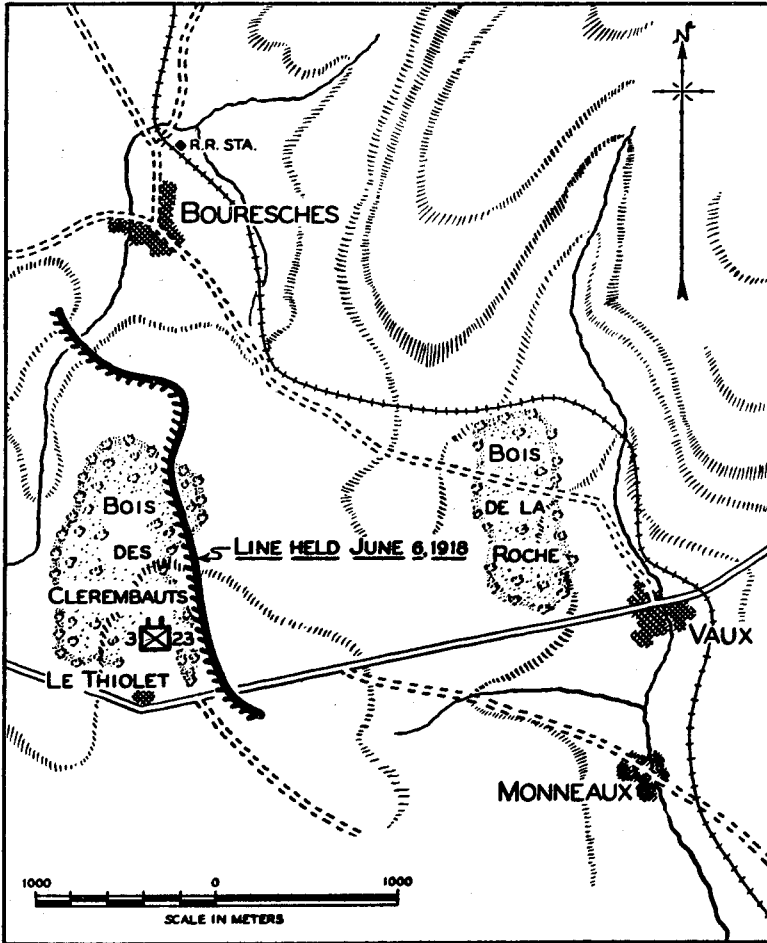 N
R.R. STA.
BOURESCHES
BOIS
DES
CLEREMBAUTS
3 23
LE THIOLET
LINE HELD JUNE 6, 1918
BOIS
DE LA
ROCHE
VAUX
MONNEAUX
1000 0 1000
SCALE IN METERS